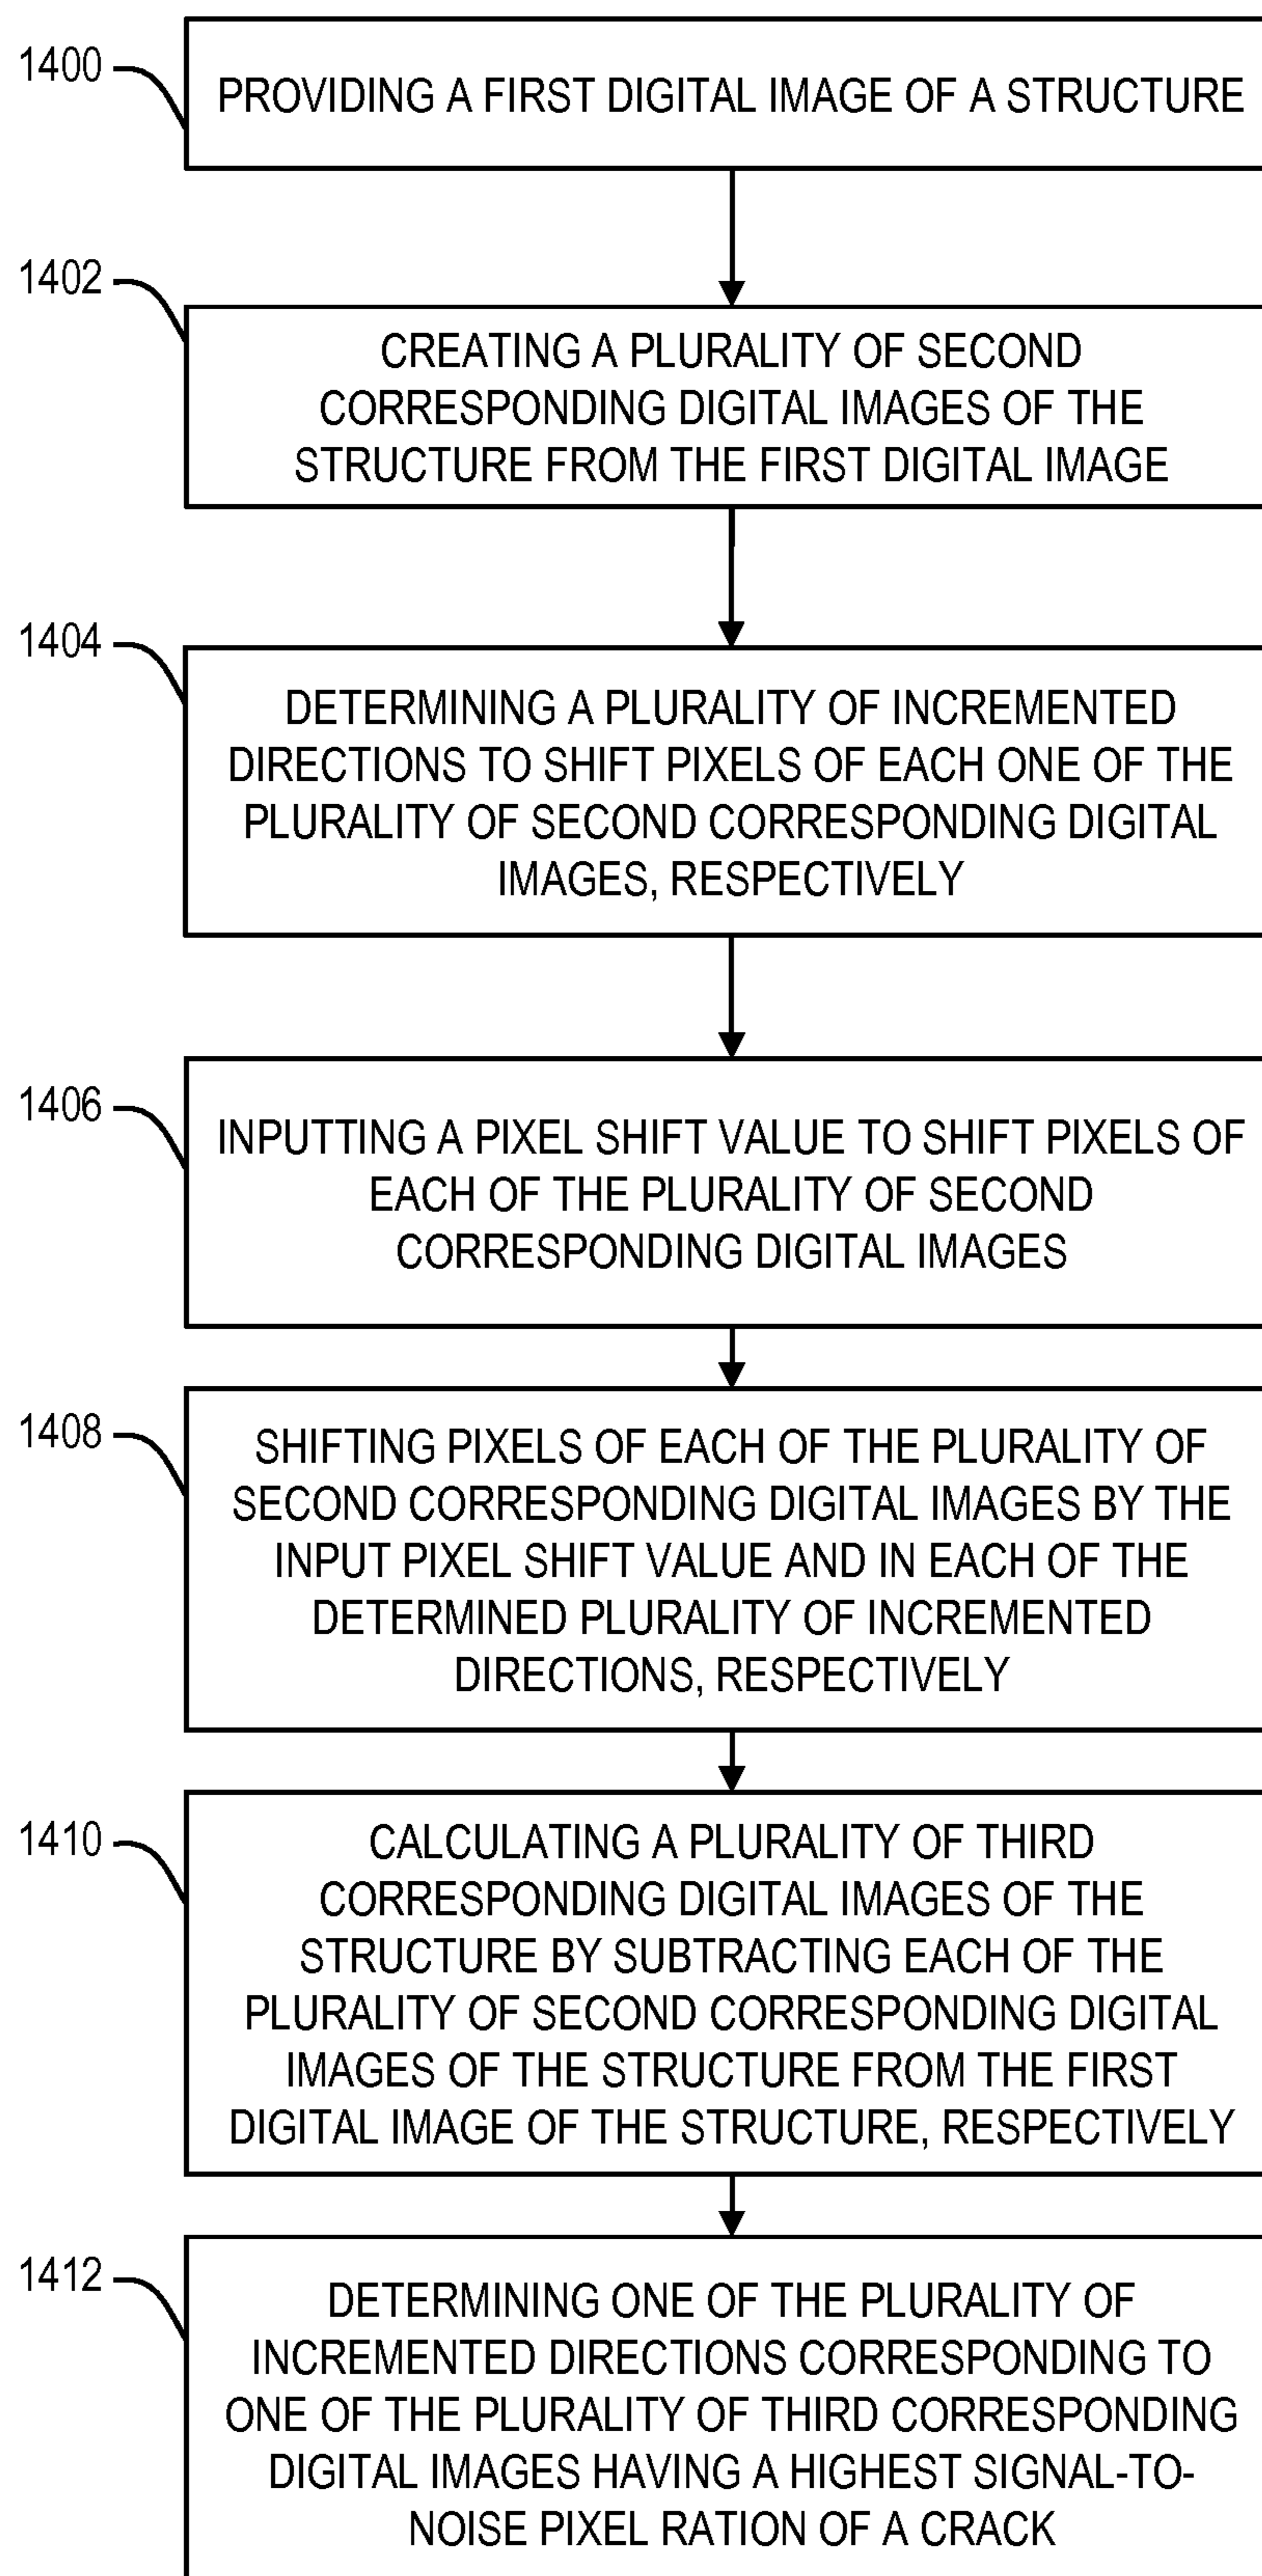 1400
PROVIDING A FIRST DIGITAL IMAGE OF A STRUCTURE
1402
CREATING A PLURALITY OF SECOND
CORRESPONDING DIGITAL IMAGES OF THE
STRUCTURE FROM THE FIRST DIGITAL IMAGE
1404
DETERMINING A PLURALITY OF INCREMENTED
DIRECTIONS TO SHIFT PIXELS OF EACH ONE OF THE
PLURALITY OF SECOND CORRESPONDING DIGITAL
IMAGES, RESPECTIVELY
1406
INPUTTING A PIXEL SHIFT VALUE TO SHIFT PIXELS OF
EACH OF THE PLURALITY OF SECOND
CORRESPONDING DIGITAL IMAGES
1408
SHIFTING PIXELS OF EACH OF THE PLURALITY OF
SECOND CORRESPONDING DIGITAL IMAGES BY THE
INPUT PIXEL SHIFT VALUE AND IN EACH OF THE
DETERMINED PLURALITY OF INCREMENTED
DIRECTIONS, RESPECTIVELY
1410
CALCULATING A PLURALITY OF THIRD
CORRESPONDING DIGITAL IMAGES OF THE
STRUCTURE BY SUBTRACTING EACH OF THE
PLURALITY OF SECOND CORRESPONDING DIGITAL
IMAGES OF THE STRUCTURE FROM THE FIRST
DIGITAL IMAGE OF THE STRUCTURE, RESPECTIVELY
1412
DETERMINING ONE OF THE PLURALITY OF
INCREMENTED DIRECTIONS CORRESPONDING TO
ONE OF THE PLURALITY OF THIRD CORRESPONDING
DIGITAL IMAGES HAVING A HIGHEST SIGNAL-TO-
NOISE PIXEL RATION OF A CRACK